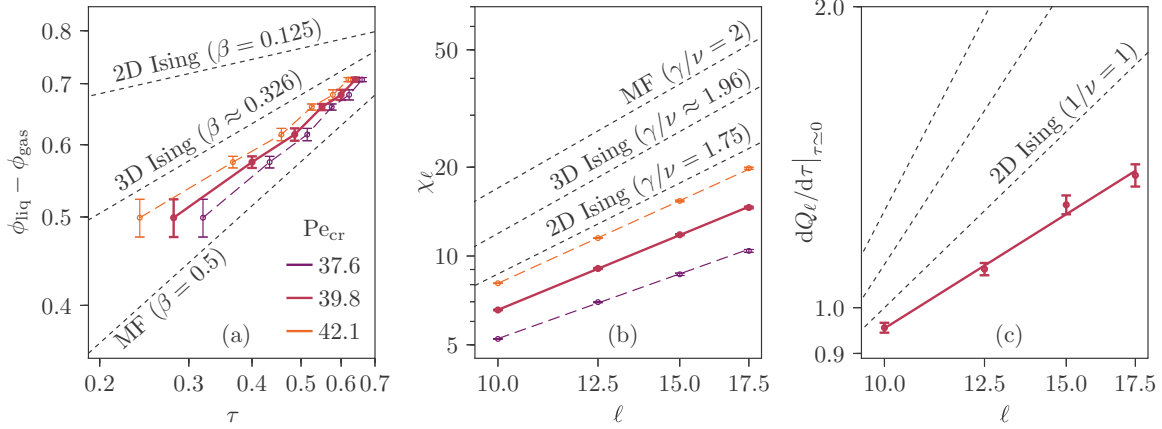 0.8
0.7
0.6
0.5
0.4
ϕliq − ϕgas
2D Ising (β = 0.125)
3D Ising (β ≈ 0.326)
MF (β = 0.5)
Pecr
37.6
39.8
42.1
(a)
0.2 0.3 0.4 0.5 0.6 0.7
τ
50
20
10
5
χℓ
MF (γ/ν = 2)
3D Ising (γ/ν ≈ 1.96)
2D Ising (γ/ν = 1.75)
(b)
10.0 12.5 15.0 17.5
ℓ
2.0
1.0
0.9
dQℓ/dτ|τ≃0
2D Ising (1/ν = 1)
(c)
10.0 12.5 15.0 17.5
ℓ